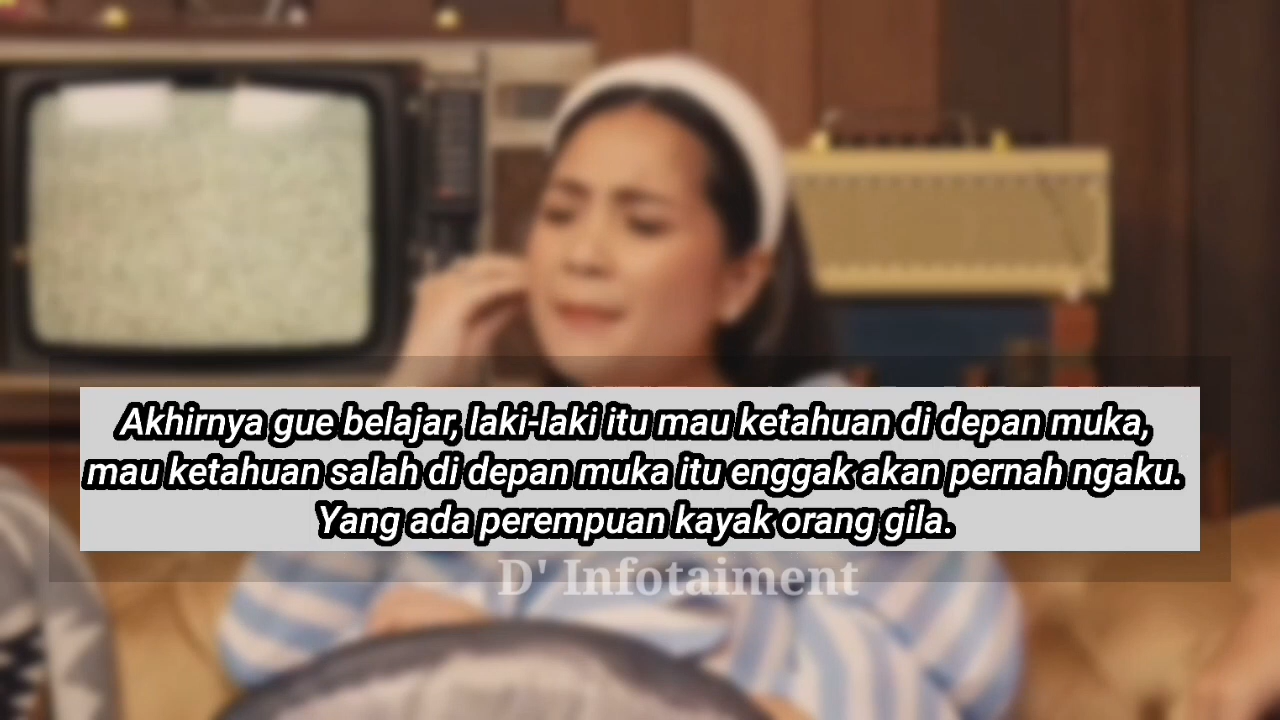 Akhirnya gue belajar, laki-laki itu mau ketahuan di depan muka,
mau ketahuan salah di depan muka itu enggak akan pernah ngaku.
Yang ada perempuan kayak orang gila.
D' Infotaiment